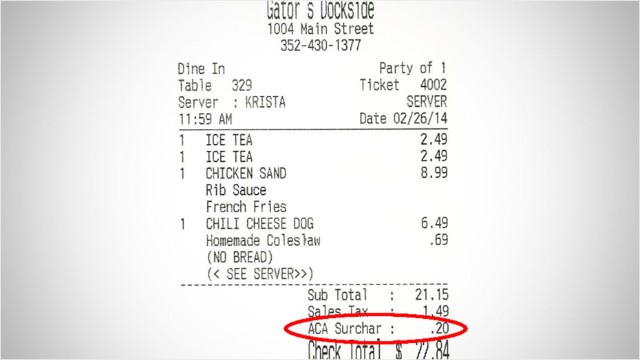 Gator's Dockside
1004 Main Street
352-430-1377
Dine In Party of 1
Table 329 Ticket 4002
Server : KRISTA SERVER
11:59 AM Date 02/26/14
1 ICE TEA 2.49
1 ICE TEA 2.49
1 CHICKEN SAND 8.99
Rib Sauce
French Fries
1 CHILI CHEESE DOG 6.49
Homemade Coleslaw .69
(NO BREAD)
(< SEE SERVER>>)
Sub Total : 21.15
Sales Tax : 1.49
ACA Surchar : .20
Check Total $ 22.84